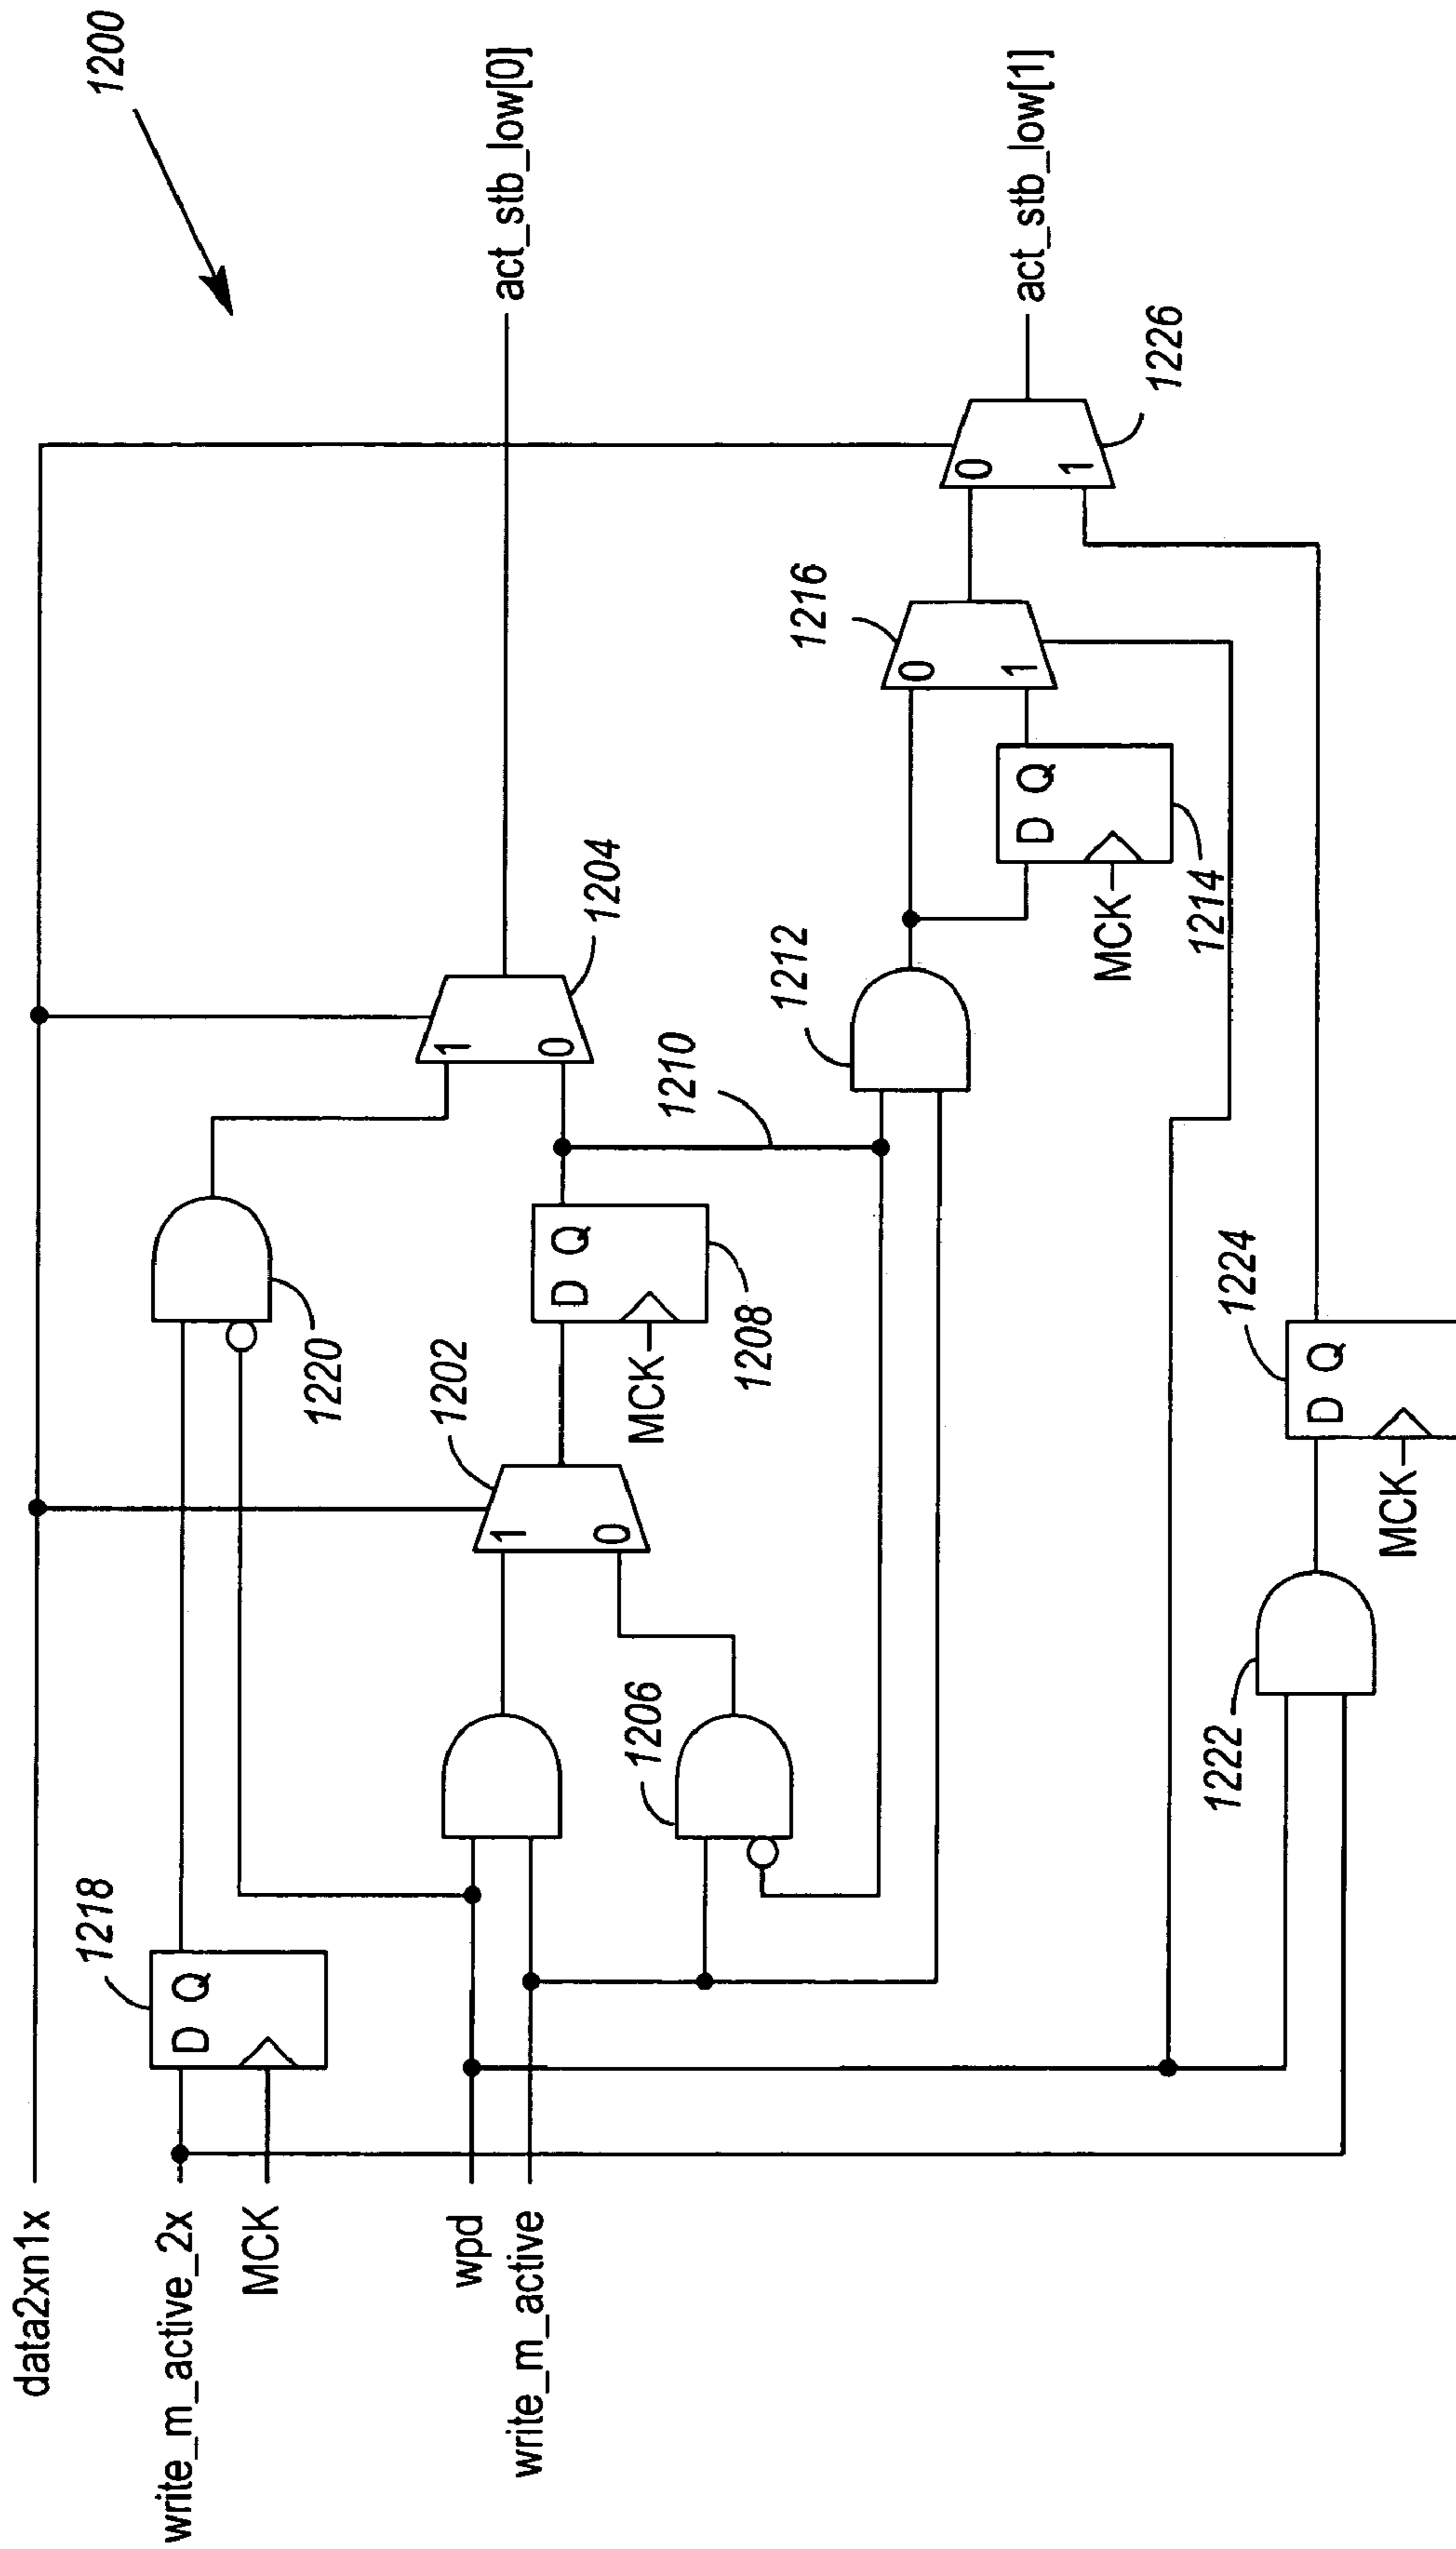 1200
data2xn1x
write_m_active_2x
MCK
wpd
write_m_active
1218
D Q
1220
1202
1
0
1206
D Q
MCK
1208
1204
1
0
act_stb_low[0]
1210
1212
D Q
MCK
1214
1216
0
1
1226
0
1
act_stb_low[1]
1222
1224
D Q
MCK